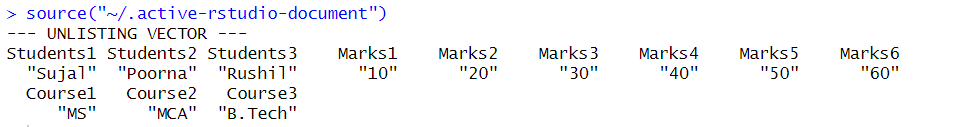 > source("~/.active-rstudio-document")
--- UNLISTING VECTOR ---
Students1 Students2 Students3    Marks1    Marks2    Marks3    Marks4    Marks5    Marks6
  "Sujal"  "Poorna"  "Rushil"      "10"      "20"      "30"      "40"      "50"      "60"
  Course1   Course2   Course3
     "MS"     "MCA"  "B.Tech"